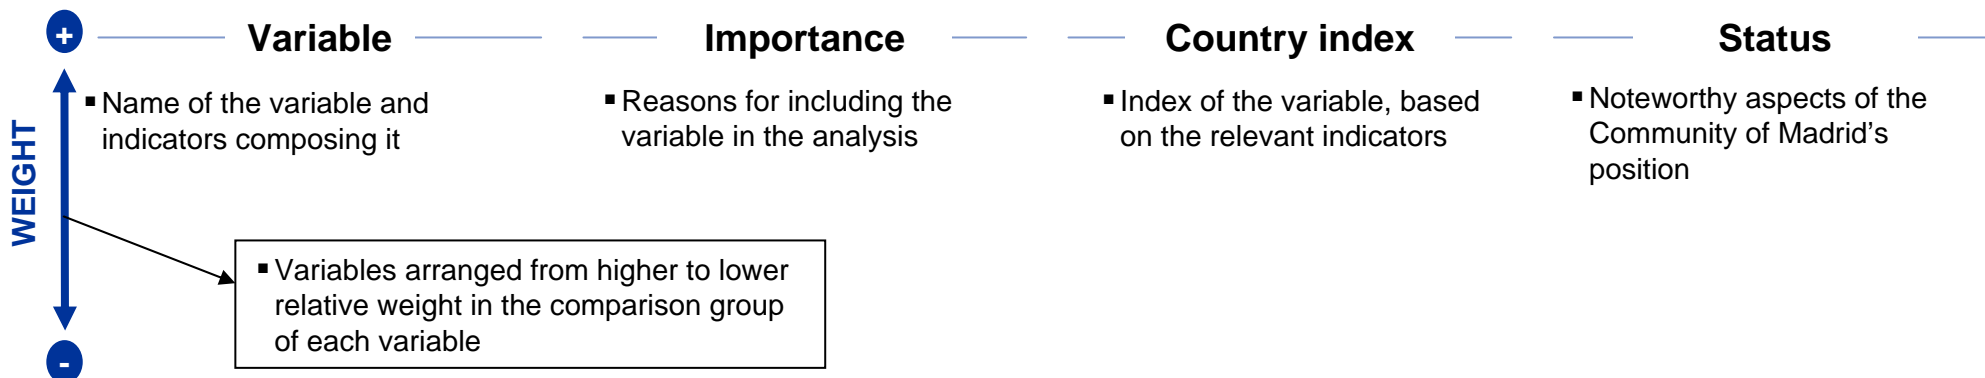 +
Variable
Importance
Country index
Status
WEIGHT
▪ Name of the variable and
indicators composing it
▪ Reasons for including the
variable in the analysis
▪ Index of the variable, based
on the relevant indicators
▪ Noteworthy aspects of the
Community of Madrid's
position
▪ Variables arranged from higher to lower
relative weight in the comparison group
of each variable
-